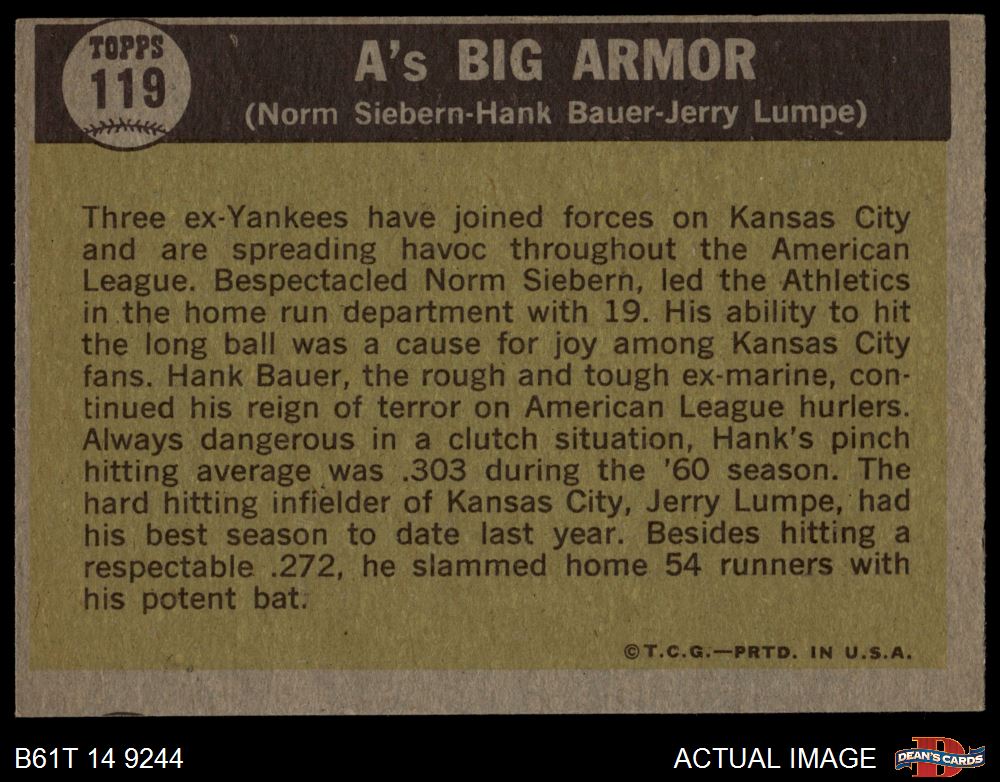 TOPPS
119
A's BIG ARMOR
(Norm Siebern-Hank Bauer-Jerry Lumpe)
Three ex-Yankees have joined forces on Kansas City
and are spreading havoc throughout the American
League. Bespectacled Norm Siebern, led the Athletics
in the home run department with 19. His ability to hit
the long ball was a cause for joy among Kansas City
fans. Hank Bauer, the rough and tough ex-marine, con-
tinued his reign of terror on American League hurlers.
Always dangerous in a clutch situation, Hank's pinch
hitting average was .303 during the '60 season. The
hard hitting infielder of Kansas City, Jerry Lumpe, had
his best season to date last year. Besides hitting a
respectable .272, he slammed home 54 runners with
his potent bat.
©T.C.G.—PRTD. IN U.S.A.
B61T 14 9244
ACTUAL IMAGE
D
DEAN'S CARDS